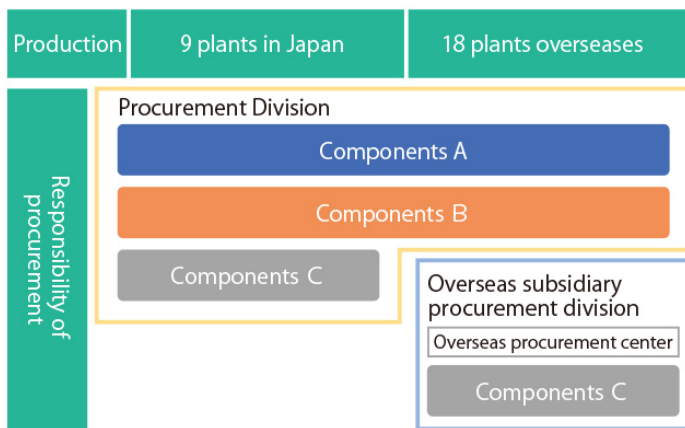 Production
9 plants in Japan
18 plants overseases
Responsibility of
procurement
Procurement Division
Components A
Components B
Components C
Overseas subsidiary
procurement division
Overseas procurement center
Components C